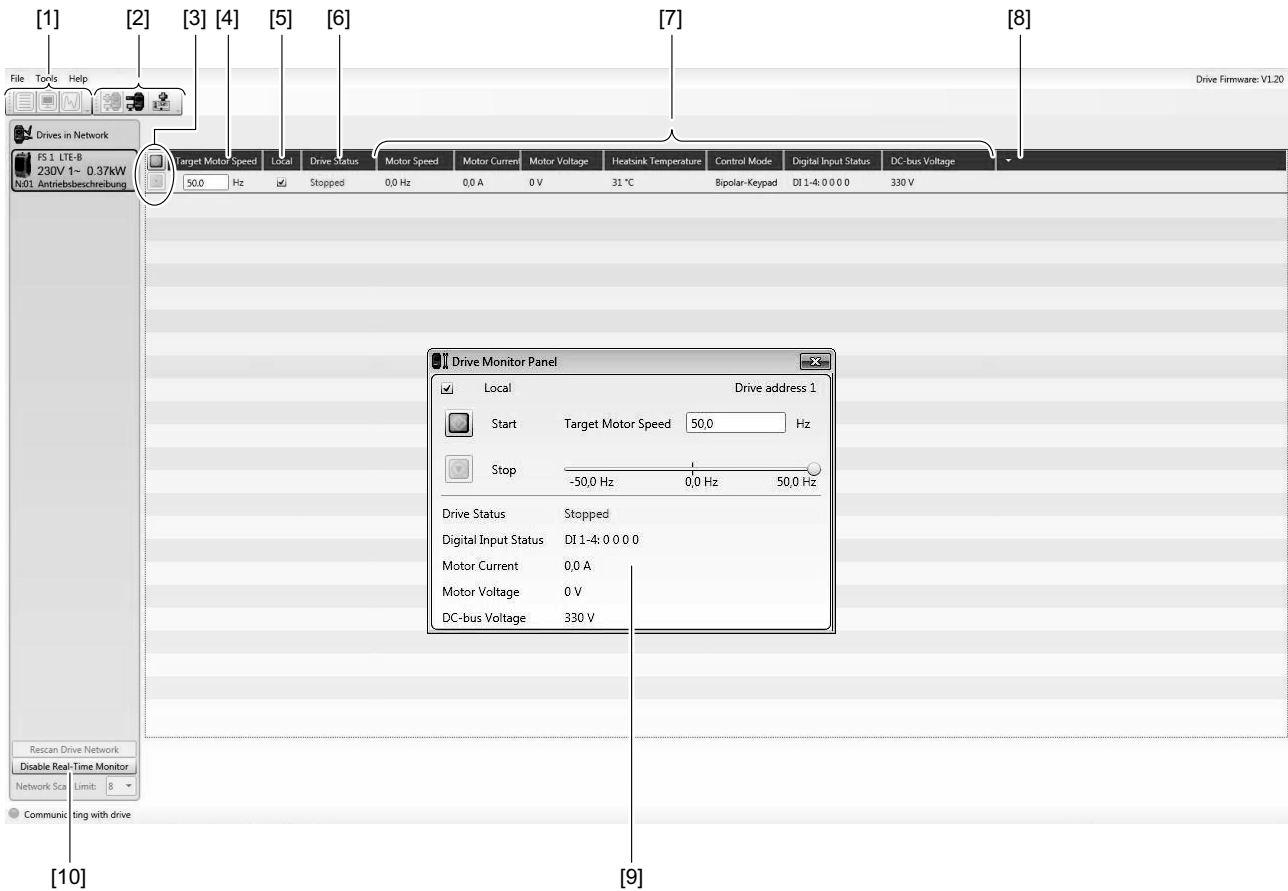 [1] [2] [3] [4] [5] [6] [7] [8]
File Tools Help Drive Firmware: V1.20
Drives in Network
FS 1 LTE-B
230V 1~ 0.37kW
N:01 Antriebsbeschreibung
Target Motor Speed Local Drive Status Motor Speed Motor Current Motor Voltage Heatsink Temperature Control Mode Digital Input Status DC-bus Voltage
50.0 Hz Stopped 0,0 Hz 0,0 A 0 V 31 °C Bipolar-Keypad DI 1-4: 0 0 0 0 330 V
Drive Monitor Panel
Local Drive address 1
Start Target Motor Speed 50,0 Hz
Stop
-50,0 Hz 0,0 Hz 50,0 Hz
Drive Status Stopped
Digital Input Status DI 1-4: 0 0 0 0
Motor Current 0,0 A
Motor Voltage 0 V
DC-bus Voltage 330 V
Rescan Drive Network
Disable Real-Time Monitor
Network Scan Limit: 8
Communicating with drive
[10] [9]